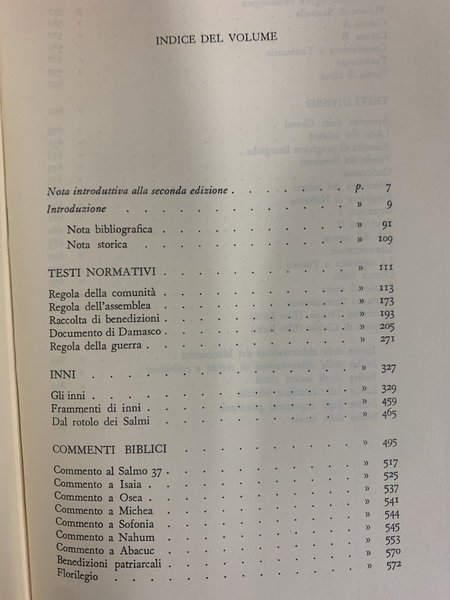 INDICE DEL VOLUME
Nota introduttiva alla seconda edizione . . . . . . . p. 7
Introduzione . . . . . . . . . . » 9
Nota bibliografica . . . . . . . . . » 91
Nota storica . . . . . . . . . . » 109
TESTI NORMATIVI . . . . . . . . . » 111
Regola della comunità . . . . . . . . . » 113
Regola dell'assemblea . . . . . . . . . » 173
Raccolta di benedizioni . . . . . . . . . » 193
Documento di Damasco . . . . . . . . . » 205
Regola della guerra . . . . . . . . . . » 271
INNI . . . . . . . . . . . . » 327
Gli inni . . . . . . . . . . . . » 329
Frammenti di inni . . . . . . . . . . » 459
Dal rotolo dei Salmi . . . . . . . . . » 465
COMMENTI BIBLICI . . . . . . . . . » 495
Commento al Salmo 37 . . . . . . . . . » 517
Commento a Isaia . . . . . . . . . . » 525
Commento a Osea . . . . . . . . . . » 537
Commento a Michea . . . . . . . . . . » 541
Commento a Sofonia . . . . . . . . . . » 544
Commento a Nahum . . . . . . . . . . » 545
Commento a Abacuc . . . . . . . . . . » 553
Benedizioni patriarcali . . . . . . . . . » 570
Florilegio . . . . . . . . . . . . » 572